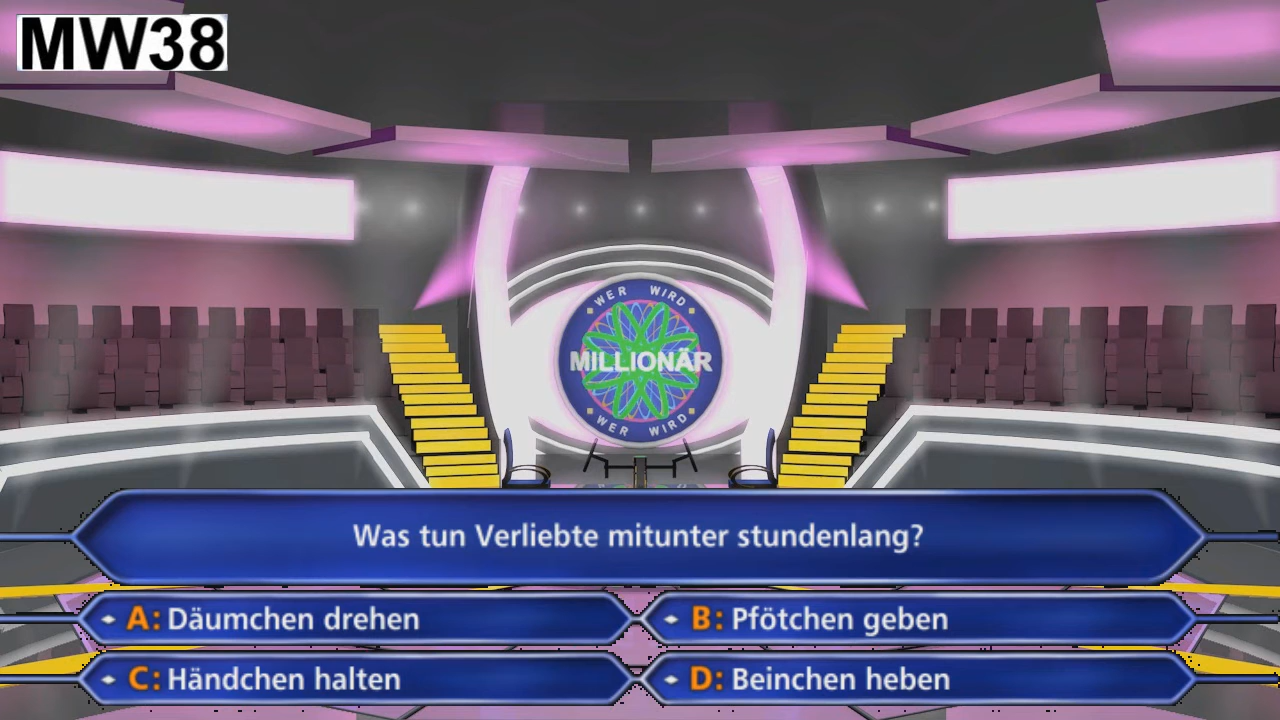 MW38
WER WIRD
MILLIONÄR
WER WIRD
Was tun Verliebte mitunter stundenlang?
A: Däumchen drehen
B: Pfötchen geben
C: Händchen halten
D: Beinchen heben